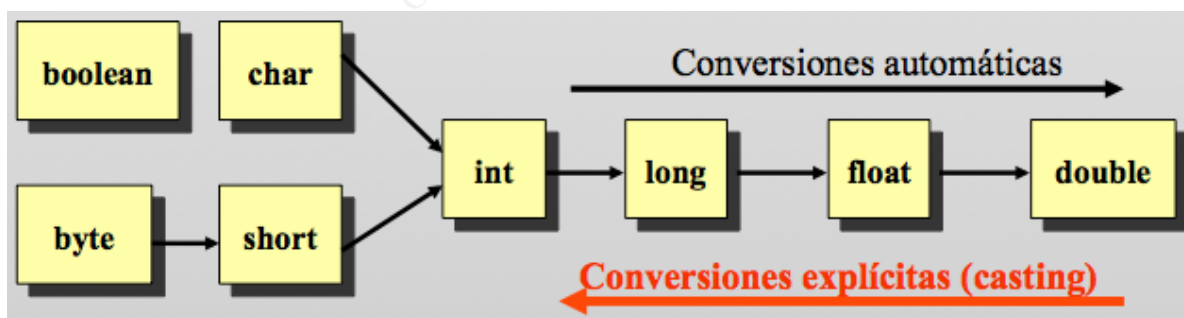 boolean
char
Conversiones automáticas
int
long
float
double
byte
short
Conversiones explícitas (casting)